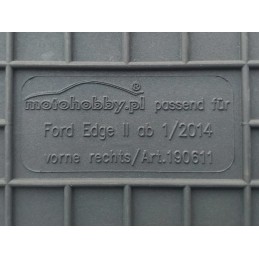 motohobby.pl® passend für
Ford Edge II ab 1/2014
vorne rechts/Art.190611